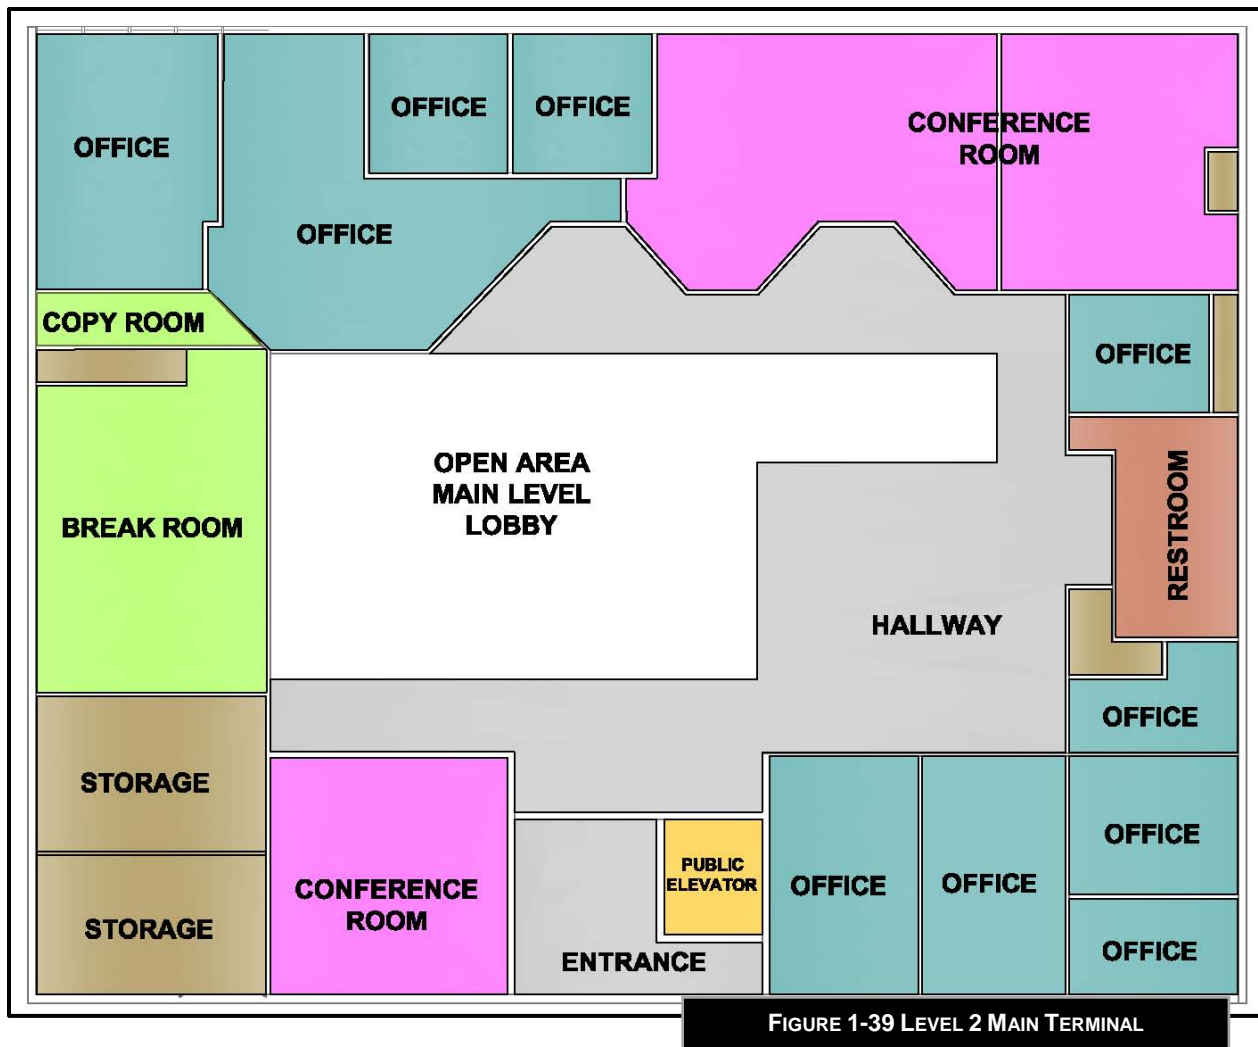 OFFICE
OFFICE
OFFICE
OFFICE
CONFERENCE
ROOM
COPY ROOM
OFFICE
OPEN AREA
MAIN LEVEL
LOBBY
BREAK ROOM
RESTROOM
HALLWAY
OFFICE
STORAGE
STORAGE
CONFERENCE
ROOM
PUBLIC
ELEVATOR
ENTRANCE
OFFICE
OFFICE
OFFICE
OFFICE
FIGURE 1-39 LEVEL 2 MAIN TERMINAL